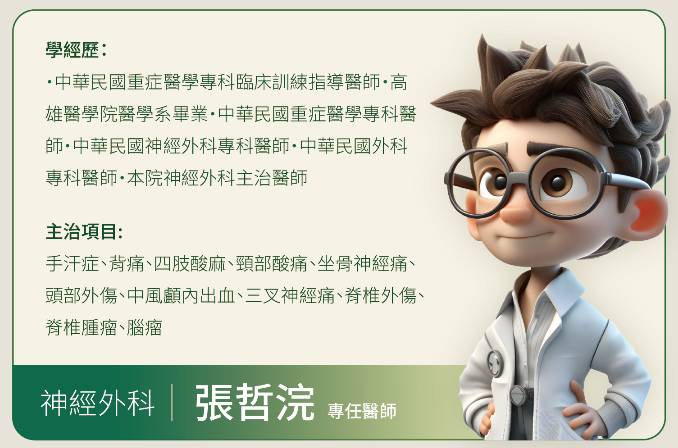 學經歷：
•中華民國重症醫學專科臨床訓練指導醫師•高
雄醫學院醫學系畢業•中華民國重症醫學專科醫
師•中華民國神經外科專科醫師•中華民國外科
專科醫師•本院神經外科主治醫師
主治項目：
手汗症、背痛、四肢酸麻、頸部酸痛、坐骨神經痛、
頭部外傷、中風顱內出血、三叉神經痛、脊椎外傷、
脊椎腫瘤、腦瘤
神經外科｜張哲浣 專任醫師